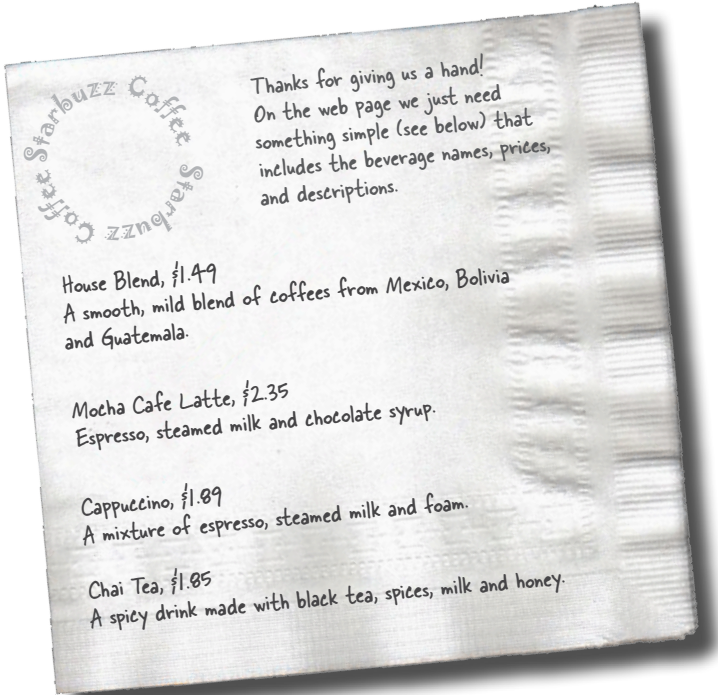 Starbuzz Coffee Starbuzz Coffee
Thanks for giving us a hand!
On the web page we just need
something simple (see below) that
includes the beverage names, prices,
and descriptions.
House Blend, $1.49
A smooth, mild blend of coffees from Mexico, Bolivia
and Guatemala.
Mocha Cafe Latte, $2.35
Espresso, steamed milk and chocolate syrup.
Cappuccino, $1.89
A mixture of espresso, steamed milk and foam.
Chai Tea, $1.85
A spicy drink made with black tea, spices, milk and honey.